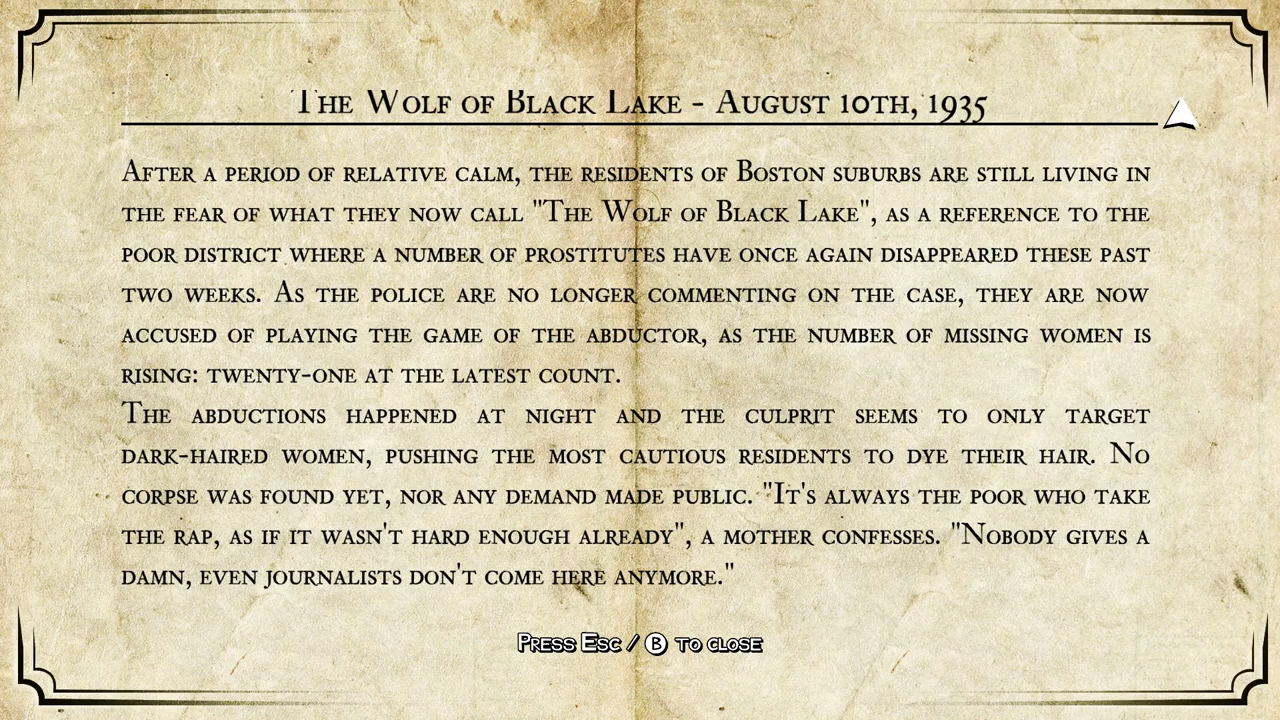 The Wolf of Black Lake - August 10th, 1935
After a period of relative calm, the residents of Boston suburbs are still living in
the fear of what they now call "The Wolf of Black Lake", as a reference to the
poor district where a number of prostitutes have once again disappeared these past
two weeks. As the police are no longer commenting on the case, they are now
accused of playing the game of the abductor, as the number of missing women is
rising: twenty-one at the latest count.
The abductions happened at night and the culprit seems to only target
dark-haired women, pushing the most cautious residents to dye their hair. No
corpse was found yet, nor any demand made public. "It's always the poor who take
the rap, as if it wasn't hard enough already", a mother confesses. "Nobody gives a
damn, even journalists don't come here anymore."
Press Esc / B to close